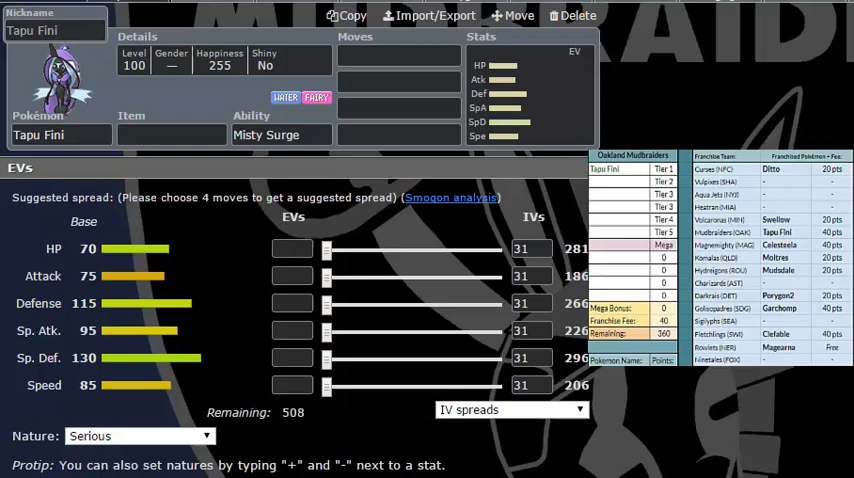 Nickname
Tapu Fini
Copy Import/Export Move Delete
Details
Level Gender Happiness Shiny
100 — 255 No
WATER FAIRY
Moves
Stats
EV
HP
Atk
Def
SpA
SpD
Spe
Pokémon Item Ability
Tapu Fini Misty Surge
EVs
Suggested spread: (Please choose 4 moves to get a suggested spread) (Smogon analysis)
Base EVs IVs
HP 70 31 281
Attack 75 31 186
Defense 115 31 266
Sp. Atk. 95 31 226
Sp. Def. 130 31 296
Speed 85 31 206
Remaining: 508 IV spreads
Nature: Serious
Protip: You can also set natures by typing "+" and "-" next to a stat.
Oakland Mudbraiders
Tapu Fini Tier 1
Tier 2
Tier 3
Tier 3
Tier 4
Tier 5
Mega
0
0
0
0
Mega Bonus: 0
Franchise Fee: 40
Remaining: 360
Pokemon Name: Points:
Franchise Team: Franchised Pokémon + Fee:
Curses (NFC) Ditto 20 pts
Vulpixes (SHA) - -
Aqua Jets (NYJ) - -
Heatran (MIA) - -
Volcaronas (MIN) Swellow 20 pts
Mudbraiders (OAK) Tapu Fini 40 pts
Magnemighty (MAG) Celesteela 40 pts
Komalas (QLD) Moltres 20 pts
Hydreigons (ROU) Mudsdale 20 pts
Charizards (AST) - -
Darkrais (DET) Porygon2 20 pts
Golisopadres (SDG) Garchomp 40 pts
Sigilyphs (SEA) - -
Fletchlings (SWI) Clefable 40 pts
Rowlets (NER) Magearna Free
Ninetales (FOX) - -